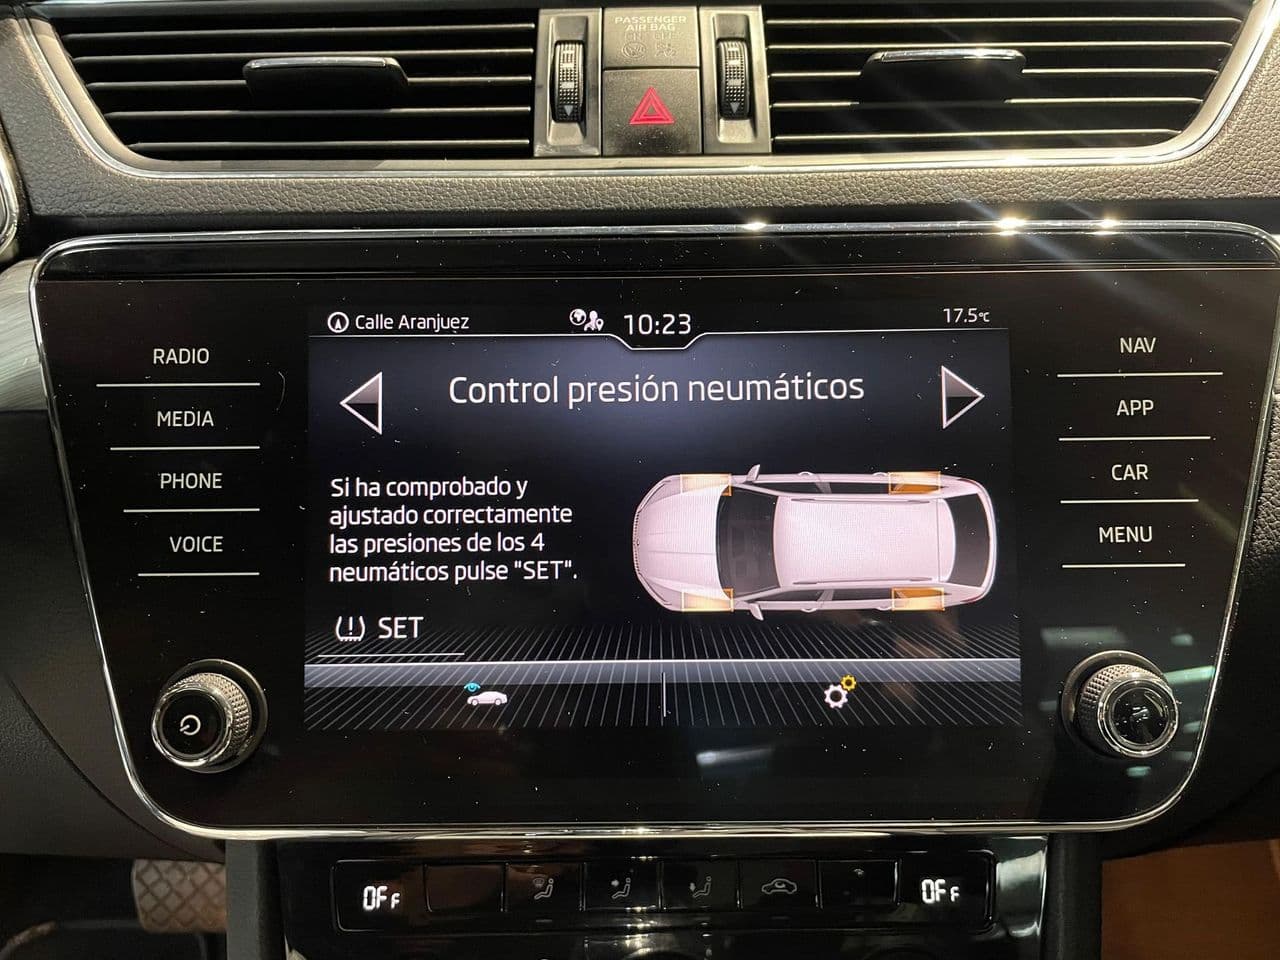 PASSENGER
AIR BAG
Calle Aranjuez
10:23
17.5°C
RADIO
MEDIA
PHONE
VOICE
Control presión neumáticos
Si ha comprobado y
ajustado correctamente
las presiones de los 4
neumáticos pulse "SET".
(!) SET
NAV
APP
CAR
MENU
OFF
OFF